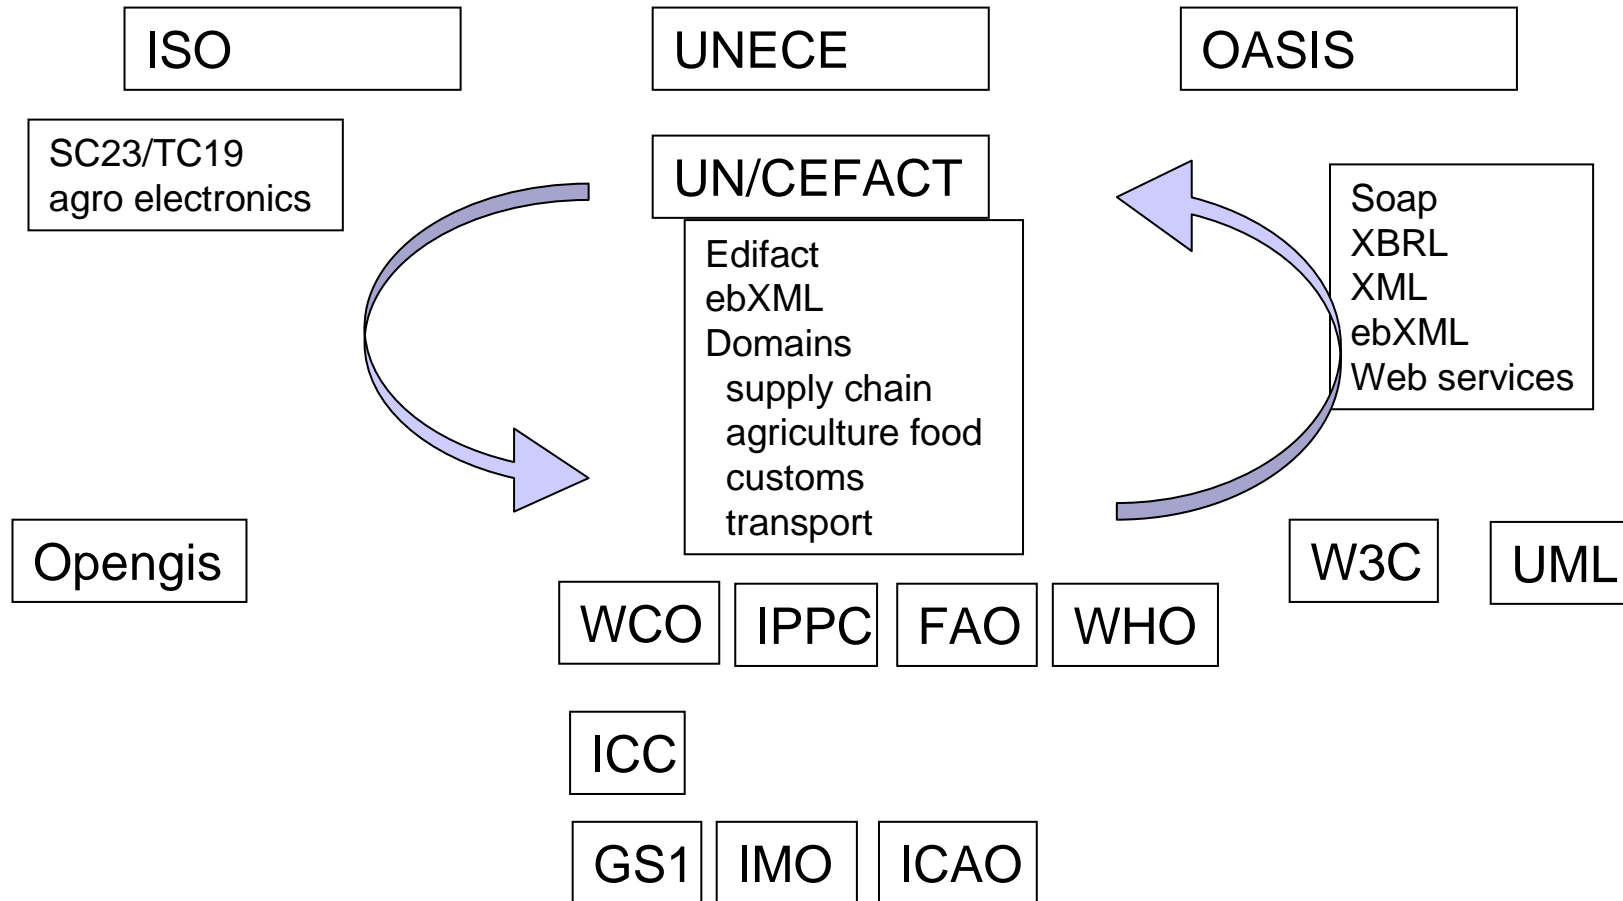 ISO
UNECE
OASIS
SC23/TC19
agro electronics
UN/CEFACT
Edifact
ebXML
Domains
supply chain
agriculture food
customs
transport
Soap
XBRL
XML
ebXML
Web services
Opengis
W3C
UML
WCO
IPPC
FAO
WHO
ICC
GS1
IMO
ICAO